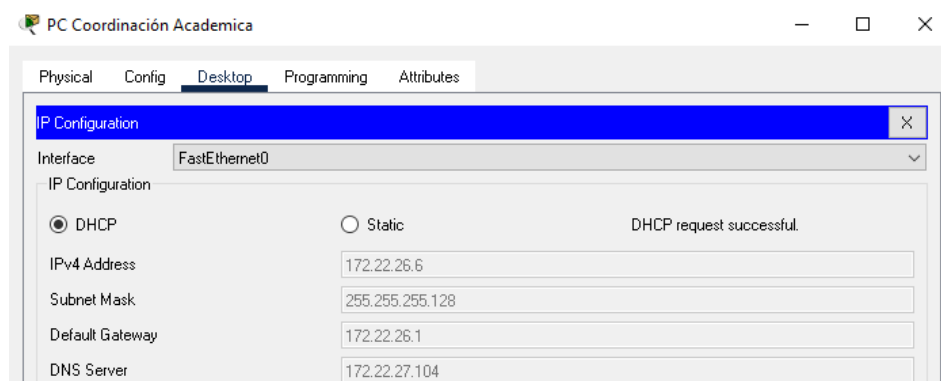 PC Coordinación Academica
Physical Config Desktop Programming Attributes
IP Configuration X
Interface FastEthernet0
IP Configuration
DHCP Static DHCP request successful.
IPv4 Address 172.22.26.6
Subnet Mask 255.255.255.128
Default Gateway 172.22.26.1
DNS Server 172.22.27.104